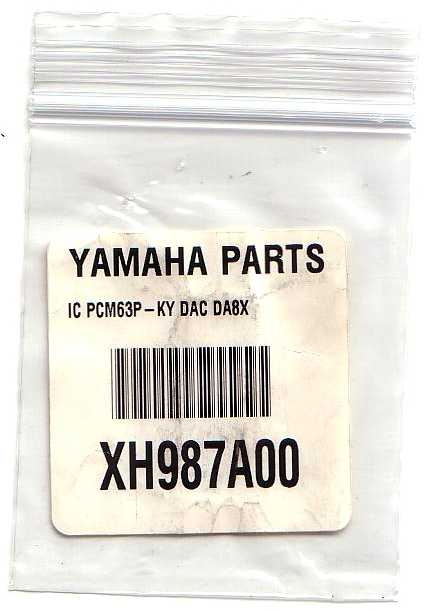 YAMAHA PARTS
IC PCM63P-KY DAC DA8X
XH987A00